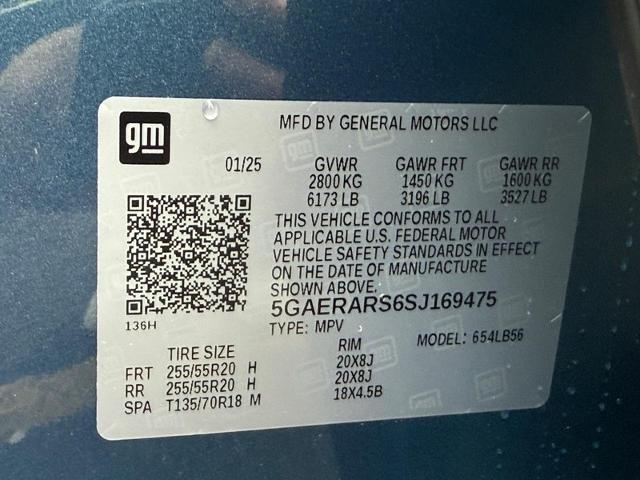 gm
MFD BY GENERAL MOTORS LLC
01/25 GVWR GAWR FRT GAWR RR
2800 KG 1450 KG 1600 KG
6173 LB 3196 LB 3527 LB
THIS VEHICLE CONFORMS TO ALL
APPLICABLE U.S. FEDERAL MOTOR
VEHICLE SAFETY STANDARDS IN EFFECT
ON THE DATE OF MANUFACTURE
SHOWN ABOVE.
5GAERARS6SJ169475
136H
TYPE: MPV MODEL: 654LB56
TIRE SIZE RIM
FRT 255/55R20 H 20X8J
RR 255/55R20 H 20X8J
SPA T135/70R18 M 18X4.5B